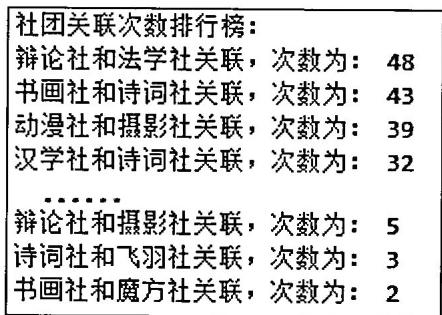 社团关联次数排行榜：
辩论社和法学社关联，次数为： 48
书画社和诗词社关联，次数为： 43
动漫社和摄影社关联，次数为： 39
汉学社和诗词社关联，次数为： 32
......
辩论社和摄影社关联，次数为： 5
诗词社和飞羽社关联，次数为： 3
书画社和魔方社关联，次数为： 2